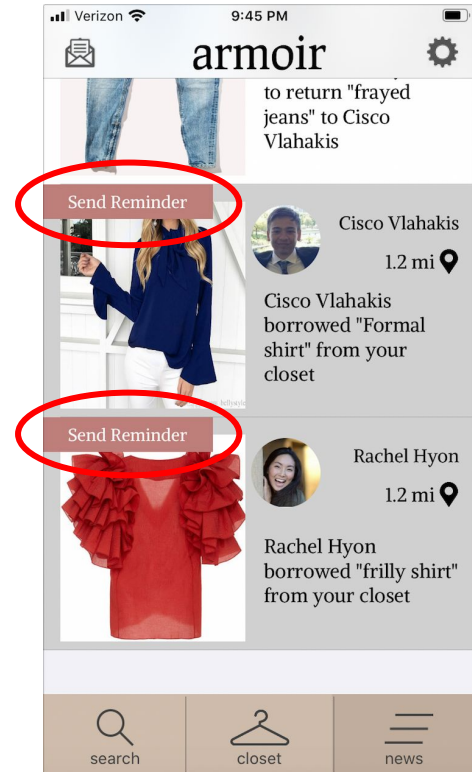 Verizon 9:45 PM
armoir
to return "frayed
jeans" to Cisco
Vlahakis
Send Reminder
Cisco Vlahakis
1.2 mi
Cisco Vlahakis
borrowed "Formal
shirt" from your
closet
Send Reminder
Rachel Hyon
1.2 mi
Rachel Hyon
borrowed "frilly shirt"
from your closet
search closet news